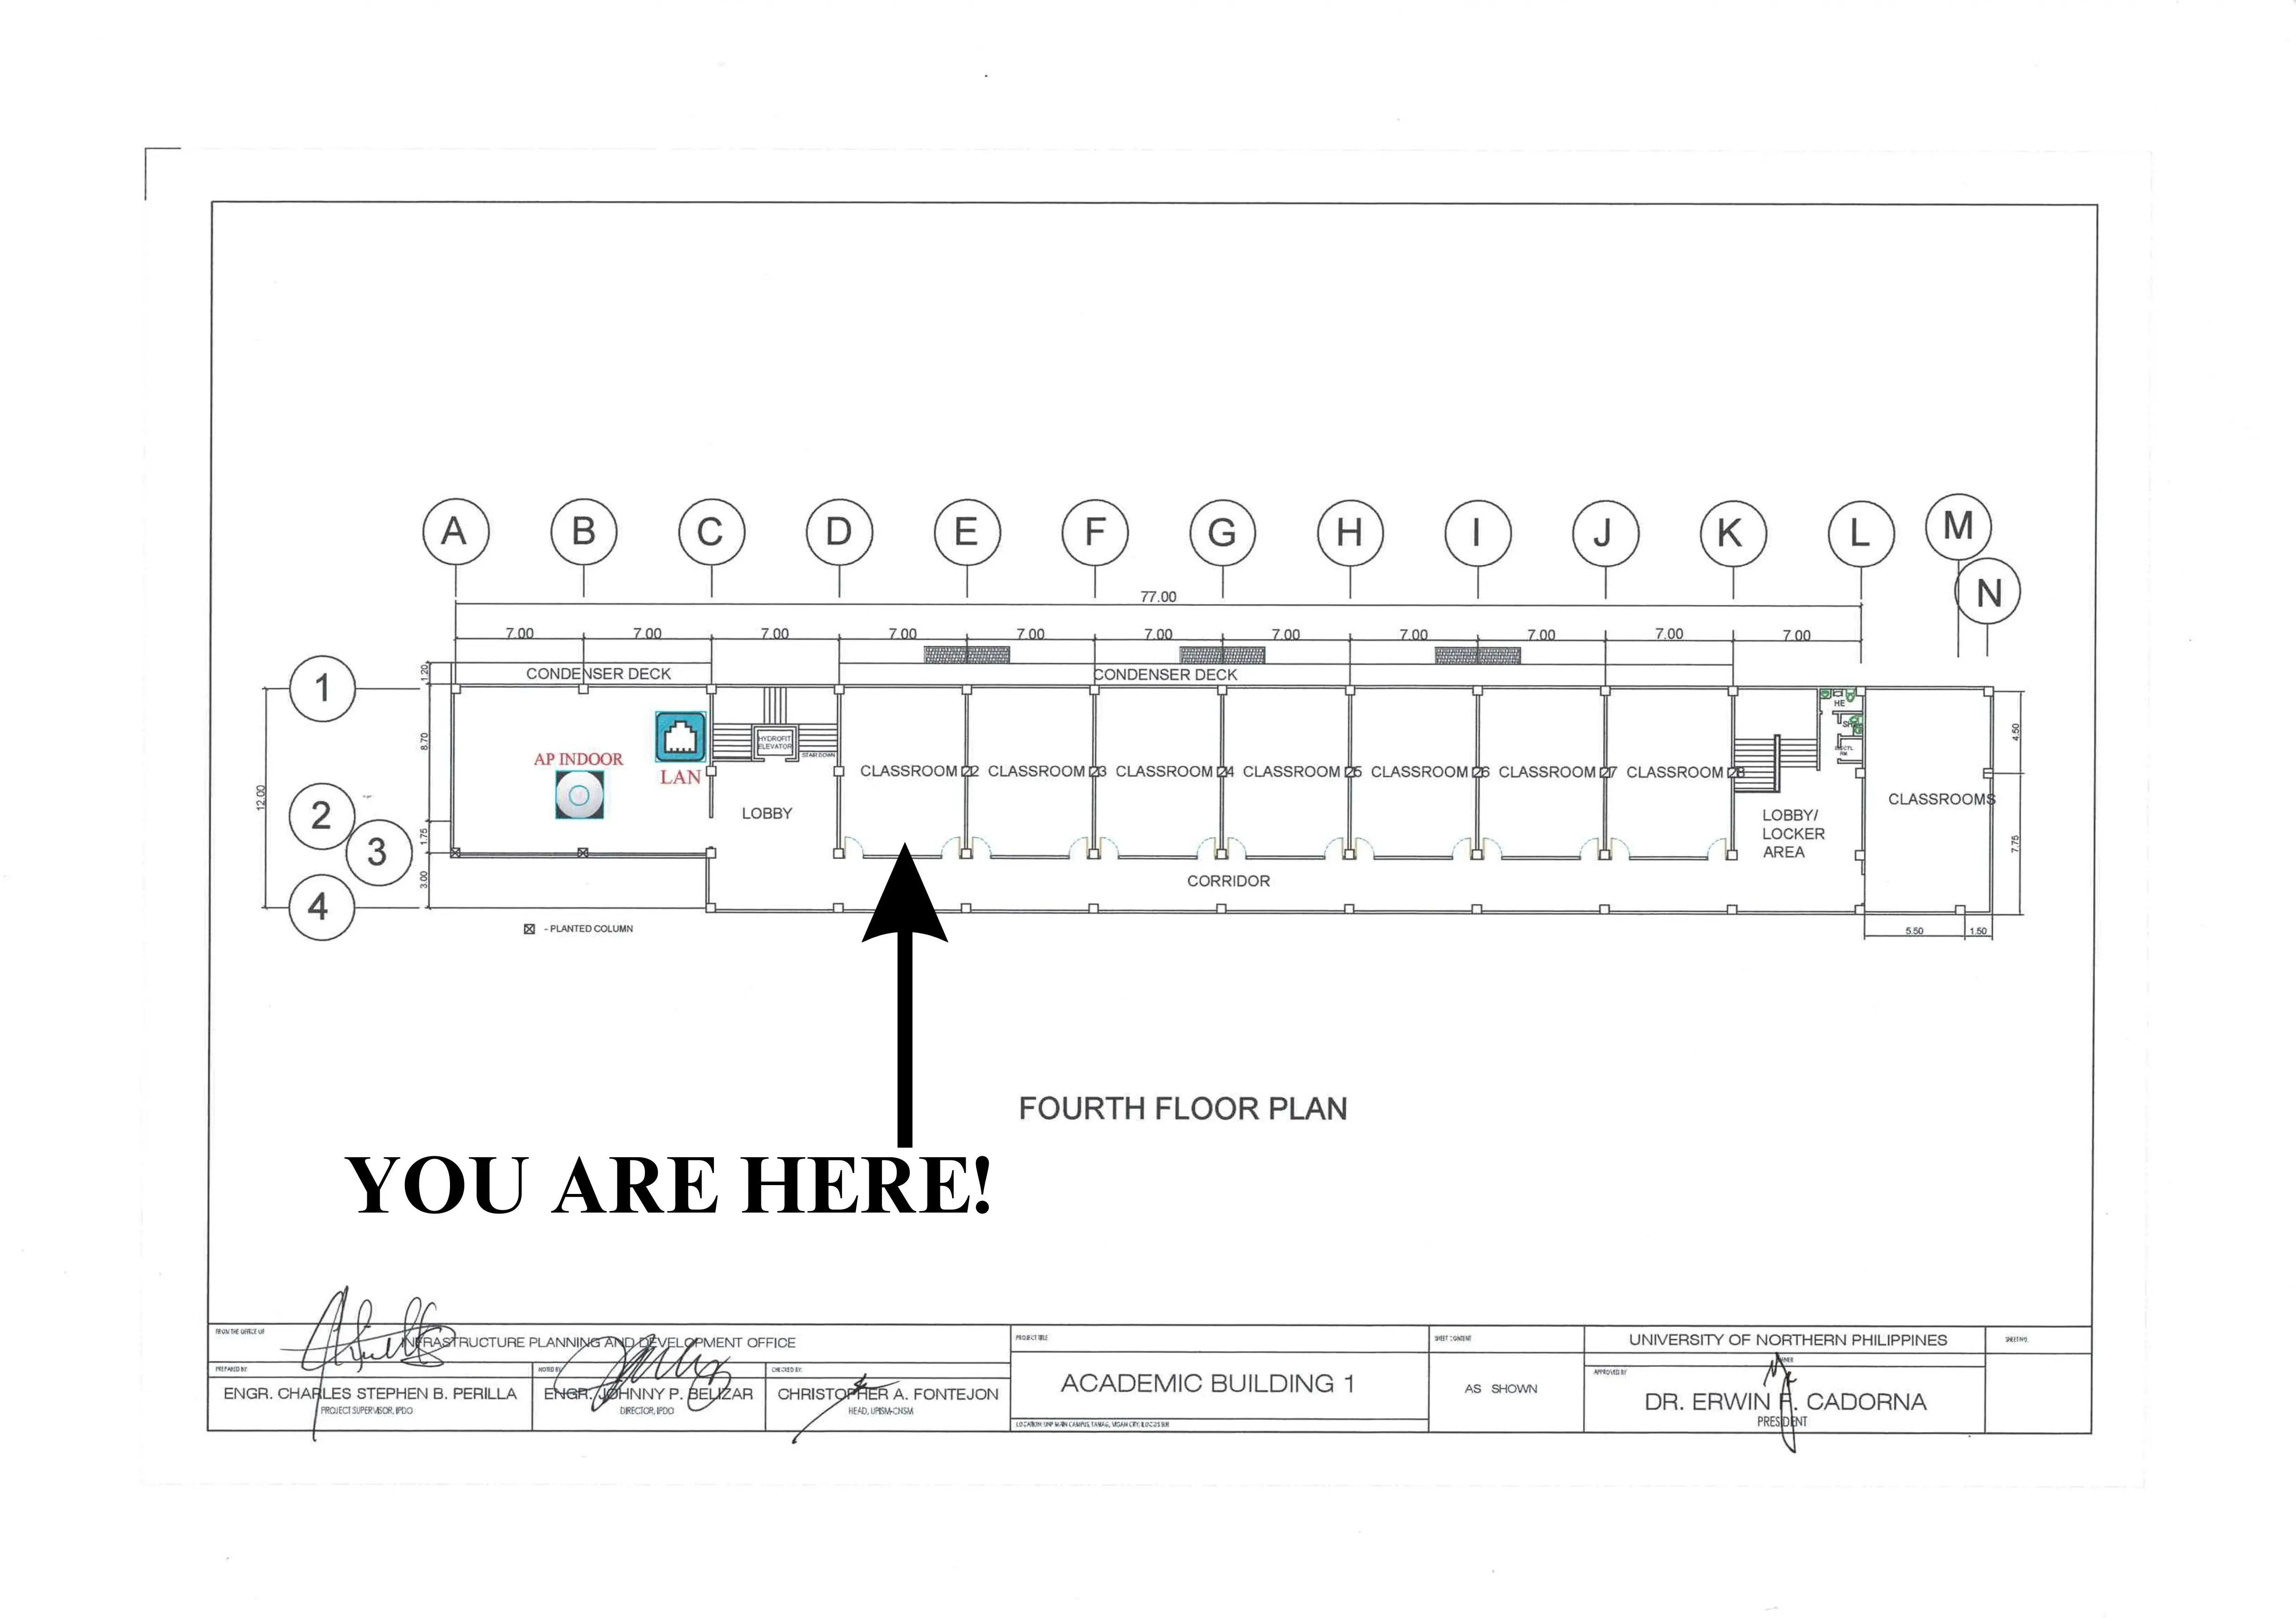 A B C D E F G H I J K L M
N
77.00
7.00 7.00 7.00 7.00 7.00 7.00 7.00 7.00 7.00 7.00 7.00
1
2
3
4
1.20
8.70
1.75
3.00
12.00
CONDENSER DECK
CONDENSER DECK
AP INDOOR
LAN
HYDROFIT
ELEVATOR
STAIR DOWN
LOBBY
CLASSROOM 22 CLASSROOM 23 CLASSROOM 24 CLASSROOM 25 CLASSROOM 26 CLASSROOM 27 CLASSROOM 28
HE
LOBBY/
LOCKER
AREA
CLASSROOMS
4.50
7.75
CORRIDOR
5.50 1.50
- PLANTED COLUMN
FOURTH FLOOR PLAN
YOU ARE HERE!
FROM THE OFFICE OF
INFRASTRUCTURE PLANNING AND DEVELOPMENT OFFICE
PREPARED BY:
ENGR. CHARLES STEPHEN B. PERILLA
PROJECT SUPERVISOR, IPDO
NOTED BY:
ENGR. JOHNNY P. BELIZAR
DIRECTOR, IPDO
CHECKED BY:
CHRISTOPHER A. FONTEJON
HEAD, UPISM-CNSM
PROJECT TITLE
ACADEMIC BUILDING 1
LOCATION: UNP MAIN CAMPUS, TAMAG, VIGAN CITY, ILOCOS SUR
SHEET CONTENT
AS SHOWN
UNIVERSITY OF NORTHERN PHILIPPINES
OWNER
APPROVED BY
DR. ERWIN F. CADORNA
PRESIDENT
SHEET NO.